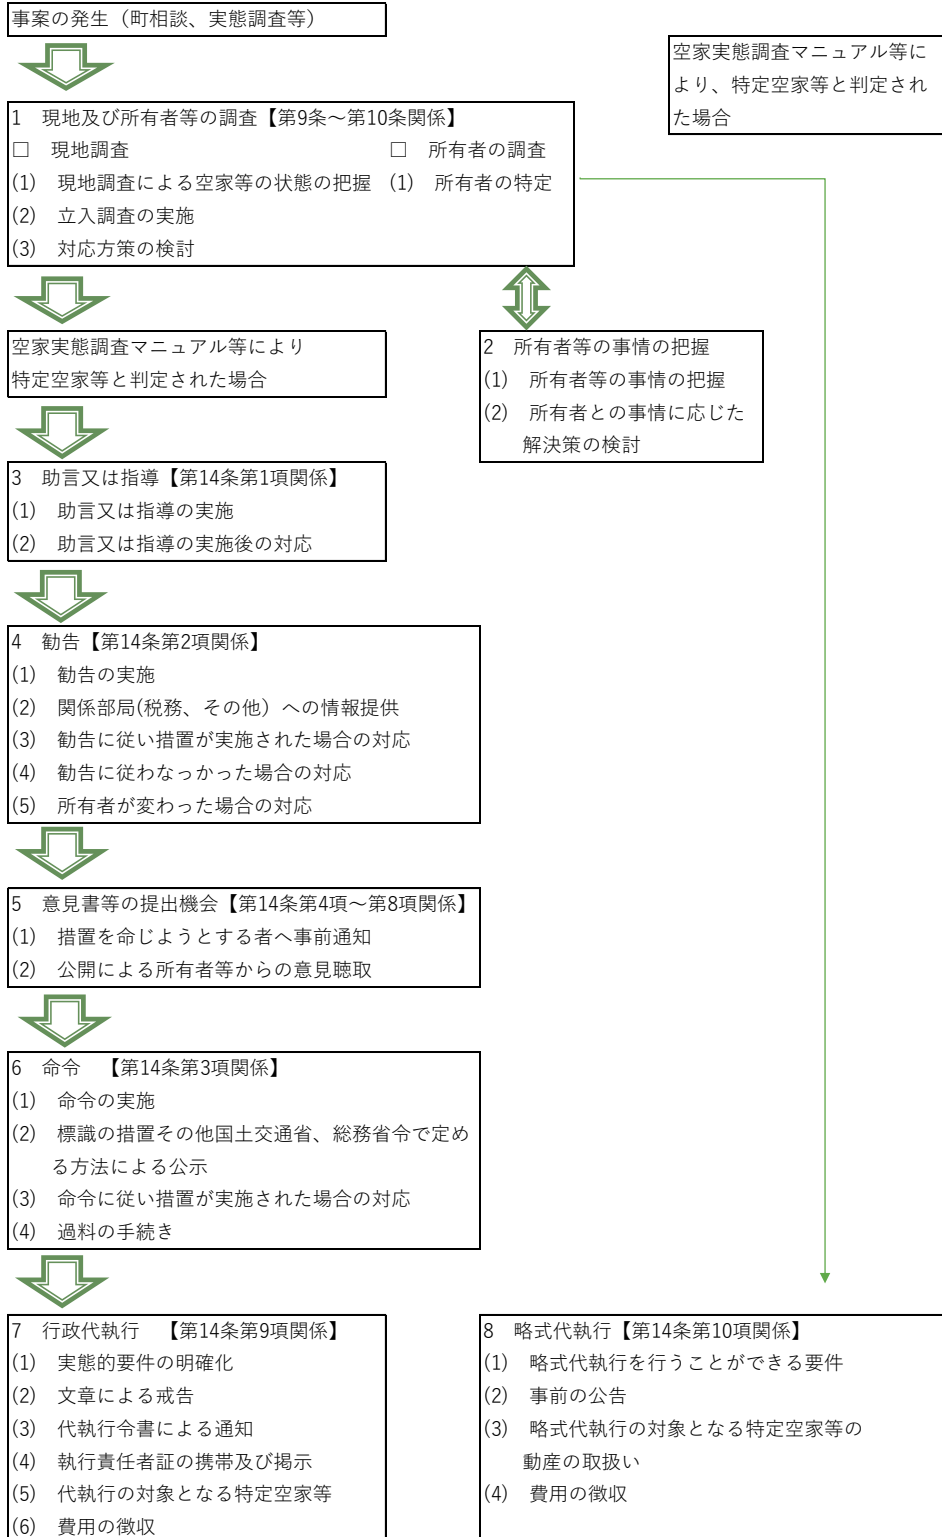 事案の発生（町相談、実態調査等）
空家実態調査マニュアル等に
より、特定空家等と判定され
た場合
1　現地及び所有者等の調査【第9条～第10条関係】
□　現地調査　□　所有者の調査
(1)　現地調査による空家等の状態の把握　(1)　所有者の特定
(2)　立入調査の実施
(3)　対応方策の検討
空家実態調査マニュアル等により
特定空家等と判定された場合
2　所有者等の事情の把握
(1)　所有者等の事情の把握
(2)　所有者との事情に応じた
解決策の検討
3　助言又は指導【第14条第1項関係】
(1)　助言又は指導の実施
(2)　助言又は指導の実施後の対応
4　勧告【第14条第2項関係】
(1)　勧告の実施
(2)　関係部局(税務、その他）への情報提供
(3)　勧告に従い措置が実施された場合の対応
(4)　勧告に従わなっかった場合の対応
(5)　所有者が変わった場合の対応
5　意見書等の提出機会【第14条第4項～第8項関係】
(1)　措置を命じようとする者へ事前通知
(2)　公開による所有者等からの意見聴取
6　命令　【第14条第3項関係】
(1)　命令の実施
(2)　標識の措置その他国土交通省、総務省令で定め
る方法による公示
(3)　命令に従い措置が実施された場合の対応
(4)　過料の手続き
7　行政代執行　【第14条第9項関係】
(1)　実態的要件の明確化
(2)　文章による戒告
(3)　代執行令書による通知
(4)　執行責任者証の携帯及び掲示
(5)　代執行の対象となる特定空家等
(6)　費用の徴収
8　略式代執行【第14条第10項関係】
(1)　略式代執行を行うことができる要件
(2)　事前の公告
(3)　略式代執行の対象となる特定空家等の
動産の取扱い
(4)　費用の徴収